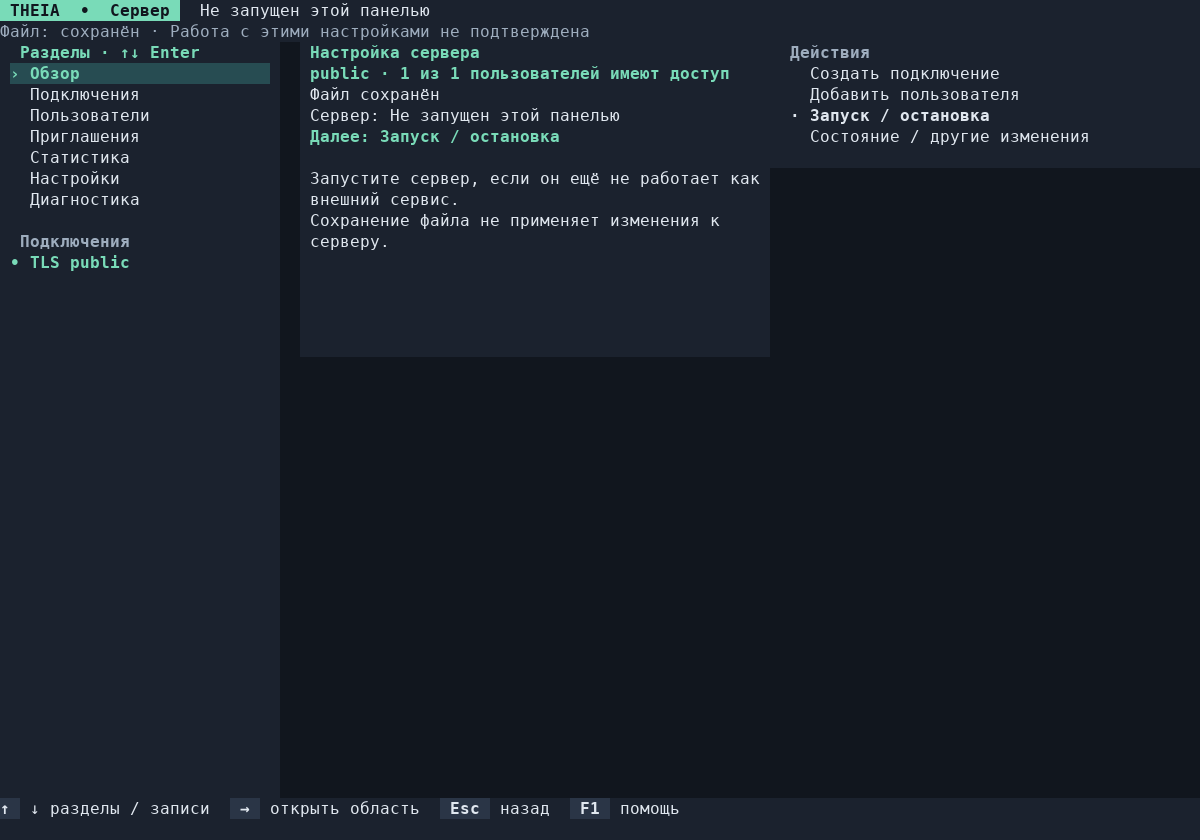 THEIA • Сервер Не запущен этой панелью
Файл: сохранён · Работа с этими настройками не подтверждена
Разделы · ↑↓ Enter
› Обзор
Подключения
Пользователи
Приглашения
Статистика
Настройки
Диагностика
Подключения
• TLS public
Настройка сервера
public · 1 из 1 пользователей имеют доступ
Файл сохранён
Сервер: Не запущен этой панелью
Далее: Запуск / остановка
Запустите сервер, если он ещё не работает как
внешний сервис.
Сохранение файла не применяет изменения к
серверу.
Действия
Создать подключение
Добавить пользователя
· Запуск / остановка
Состояние / другие изменения
↑ ↓ разделы / записи → открыть область Esc назад F1 помощь